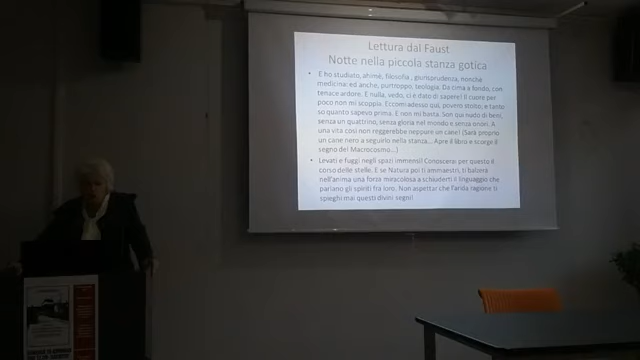 Lettura dal Faust
Notte nella piccola stanza gotica
• E ho studiato, ahimè, filosofia, giurisprudenza, nonché
medicina: ed anche, purtroppo, teologia. Da cima a fondo, con
tenace ardore. E nulla, vedo, ci è dato di sapere! Il cuore per
poco non mi scoppia. Eccomi adesso qui, povero stolto, e tanto
so quanto sapevo prima. E non mi basta. Son qui nudo di beni,
senza un quattrino, senza gloria nel mondo e senza onori. A
una vita così non reggerebbe neppure un cane! (Sarà proprio
un cane nero a seguirlo nella stanza... Apre il libro e scorge il
segno del Macrocosmo...)
• Levati e fuggi negli spazi immensi! Conoscerai per questo il
corso delle stelle. E se Natura poi ti ammaestri, ti balzerà
nell'anima una forza miracolosa a schiuderti il linguaggio che
parlano gli spiriti fra loro. Non aspettar che l'arida ragione ti
spieghi mai questi divini segni!